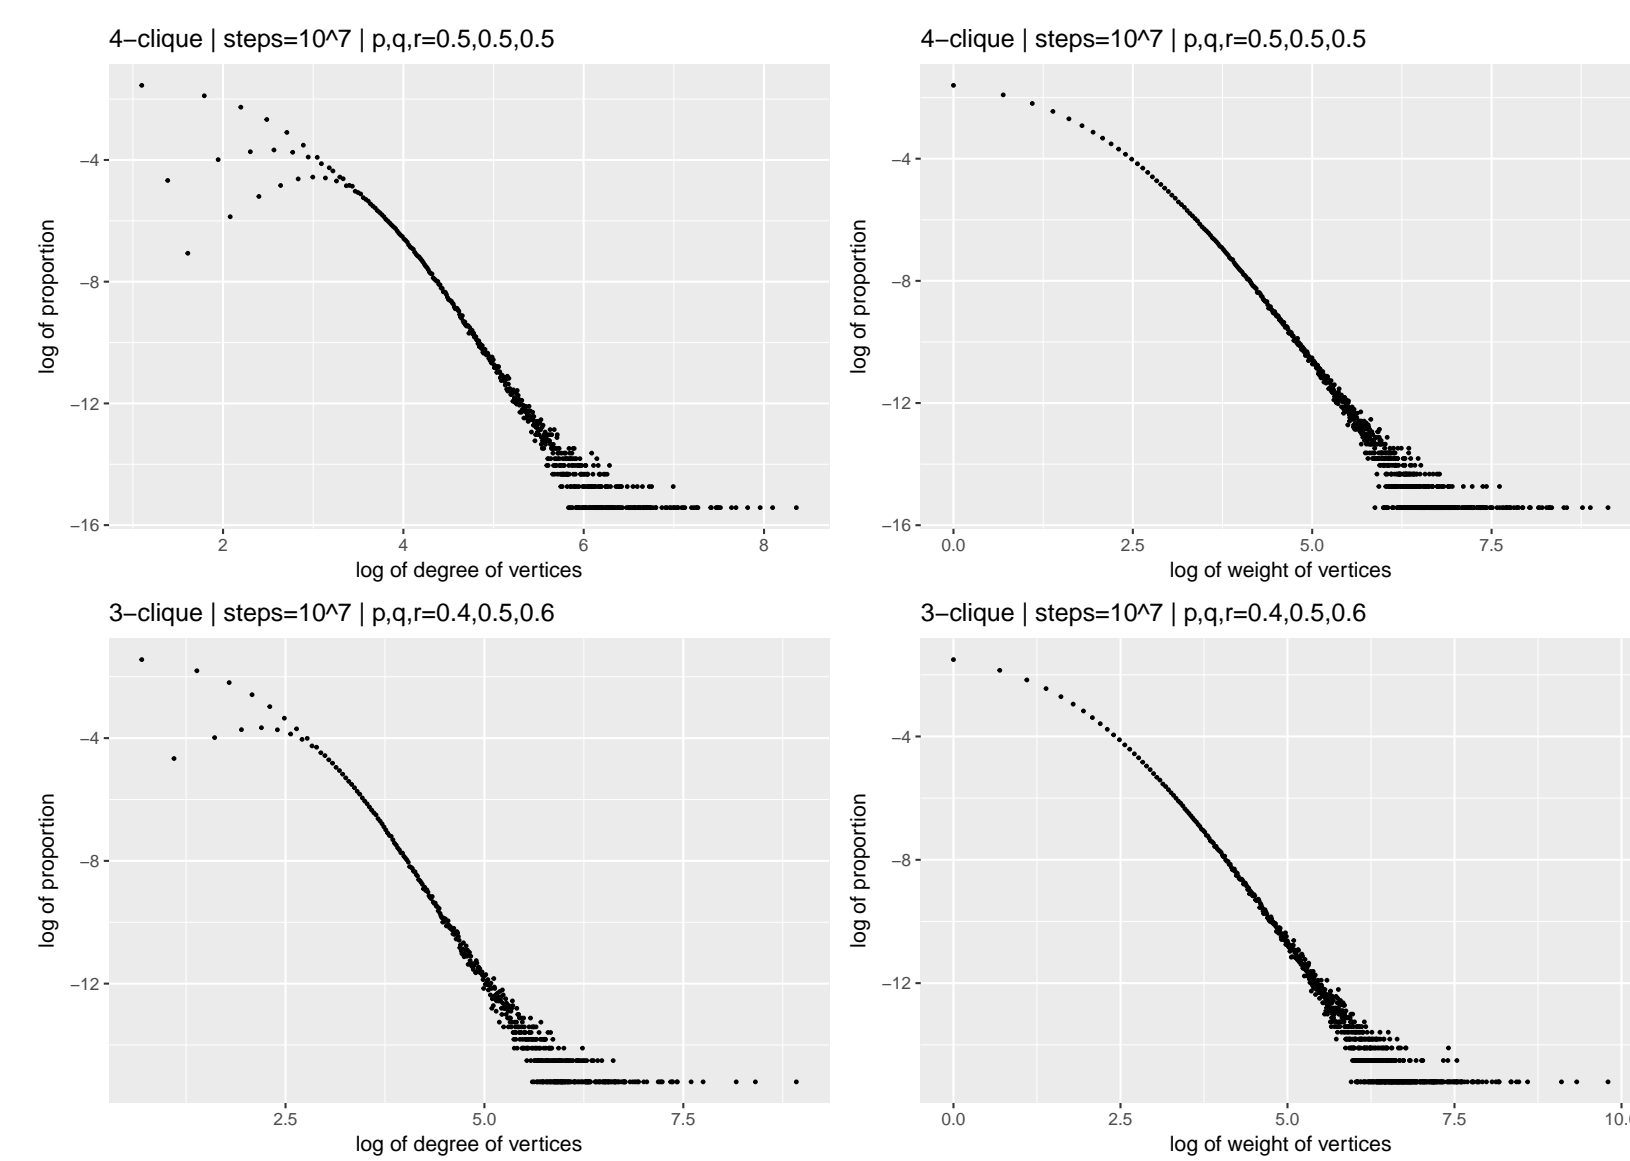 4−clique | steps=10^7 | p,q,r=0.5,0.5,0.5
−4
−8
−12
−16
log of proportion
2
4
6
8
log of degree of vertices
4−clique | steps=10^7 | p,q,r=0.5,0.5,0.5
−4
−8
−12
−16
log of proportion
0.0
2.5
5.0
7.5
log of weight of vertices
3−clique | steps=10^7 | p,q,r=0.4,0.5,0.6
−4
−8
−12
log of proportion
2.5
5.0
7.5
log of degree of vertices
3−clique | steps=10^7 | p,q,r=0.4,0.5,0.6
−4
−8
−12
log of proportion
0.0
2.5
5.0
7.5
10.0
log of weight of vertices